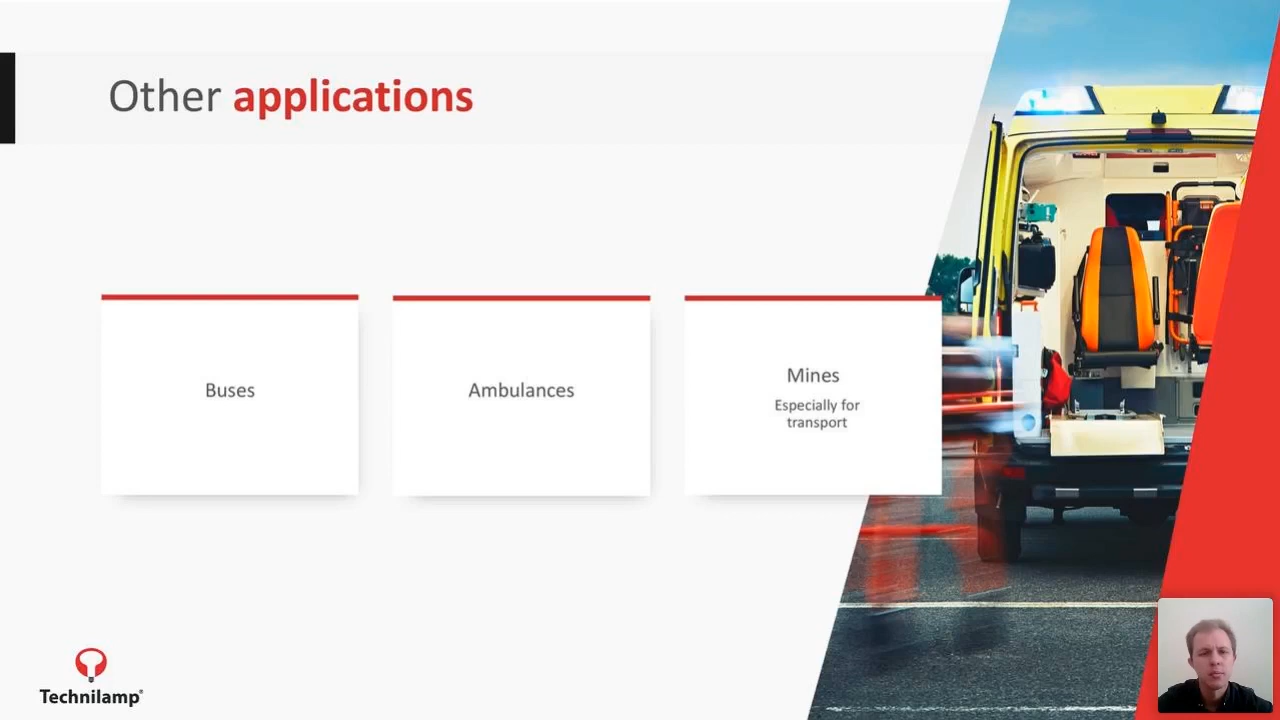 Other applications
Buses
Ambulances
Mines
Especially for
transport
Technilamp®